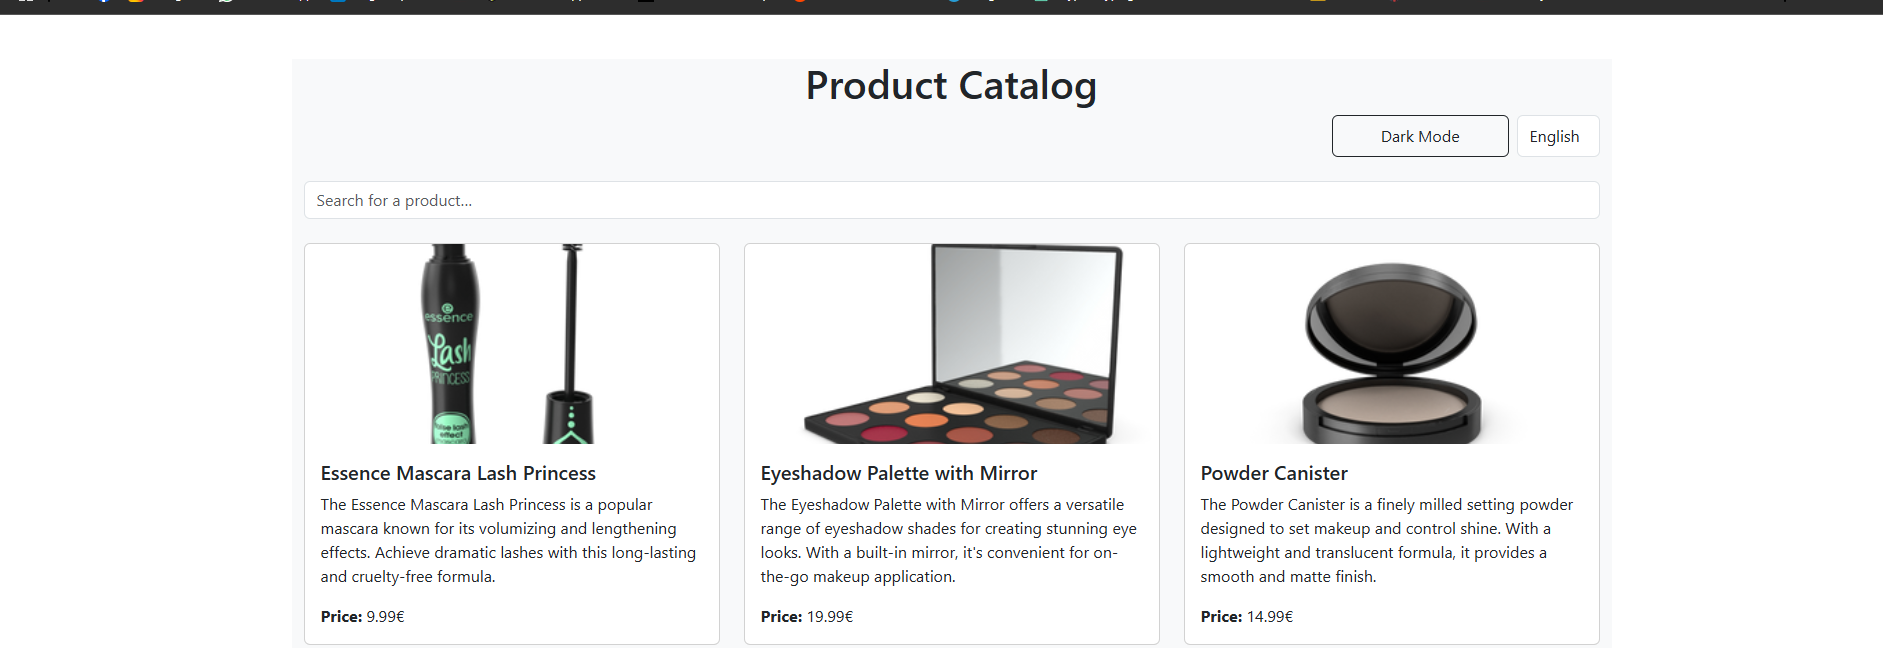 Product Catalog
Dark Mode
English
Search for a product...
essence
Lash
PRINCESS
false lash
effect
Essence Mascara Lash Princess
The Essence Mascara Lash Princess is a popular
mascara known for its volumizing and lengthening
effects. Achieve dramatic lashes with this long-lasting
and cruelty-free formula.
Price: 9.99€
Eyeshadow Palette with Mirror
The Eyeshadow Palette with Mirror offers a versatile
range of eyeshadow shades for creating stunning eye
looks. With a built-in mirror, it's convenient for on-
the-go makeup application.
Price: 19.99€
Powder Canister
The Powder Canister is a finely milled setting powder
designed to set makeup and control shine. With a
lightweight and translucent formula, it provides a
smooth and matte finish.
Price: 14.99€